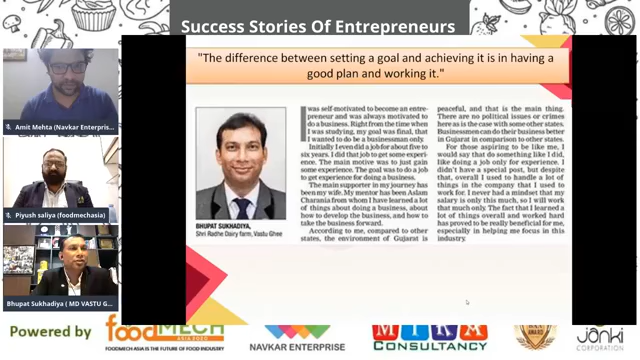 Success Stories Of Entrepreneurs
"The difference between setting a goal and achieving it is in having a
good plan and working it."
Amit Mehta (Navkar Enterpris...
Piyush saliya (foodmechasia)
Bhupat Sukhadiya ( MD VASTU G...
BHUPAT SUKHADIYA,
Shri Radhe Dairy farm, Vastu Ghee
I was self-motivated to become an entre-
preneur and was always motivated to
do a business. Right from the time when
I was studying, my goal was final, that
I wanted to do a businessman only.
Initially I even did a job for about five to
six years. I did that job to get some experi-
ence. The main motive was to just gain
some experience. The goal was to do a job
to get experience for doing a business.
The main supporter in my journey has
been my wife. My mentor has been Aslam
Charania from whom I have learned a lot
of things about doing a business, about
how to develop the business, and how to
take the business forward.
According to me, compared to other
states, the environment of Gujarat is
peaceful, and that is the main thing.
There are no political issues or crimes
here as is the case with some other states.
Businessmen can do their business better
in Gujarat in comparison to other states.
For those aspiring to be like me, I
would say that do something like I did,
like doing a job only for experience. I
didn't have a special post, but despite
that, overall I used to handle a lot of
things in the company that I used to
work for. I never had a mindset that my
salary is only this much, so I will work
that much only. The fact that I learned a
lot of things overall and worked hard
has proved to be really beneficial for me,
especially in helping me focus in this
industry.
Powered by
foodMECH
ASIA 2020
FOODMECH ASIA IS THE FUTURE OF FOOD INDUSTRY
NAVKAR ENTERPRISE
MIRA
CONSULTANCY
AWARD
JANKI
CORPORATION